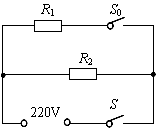 R₁ S₀
R₂
220V S